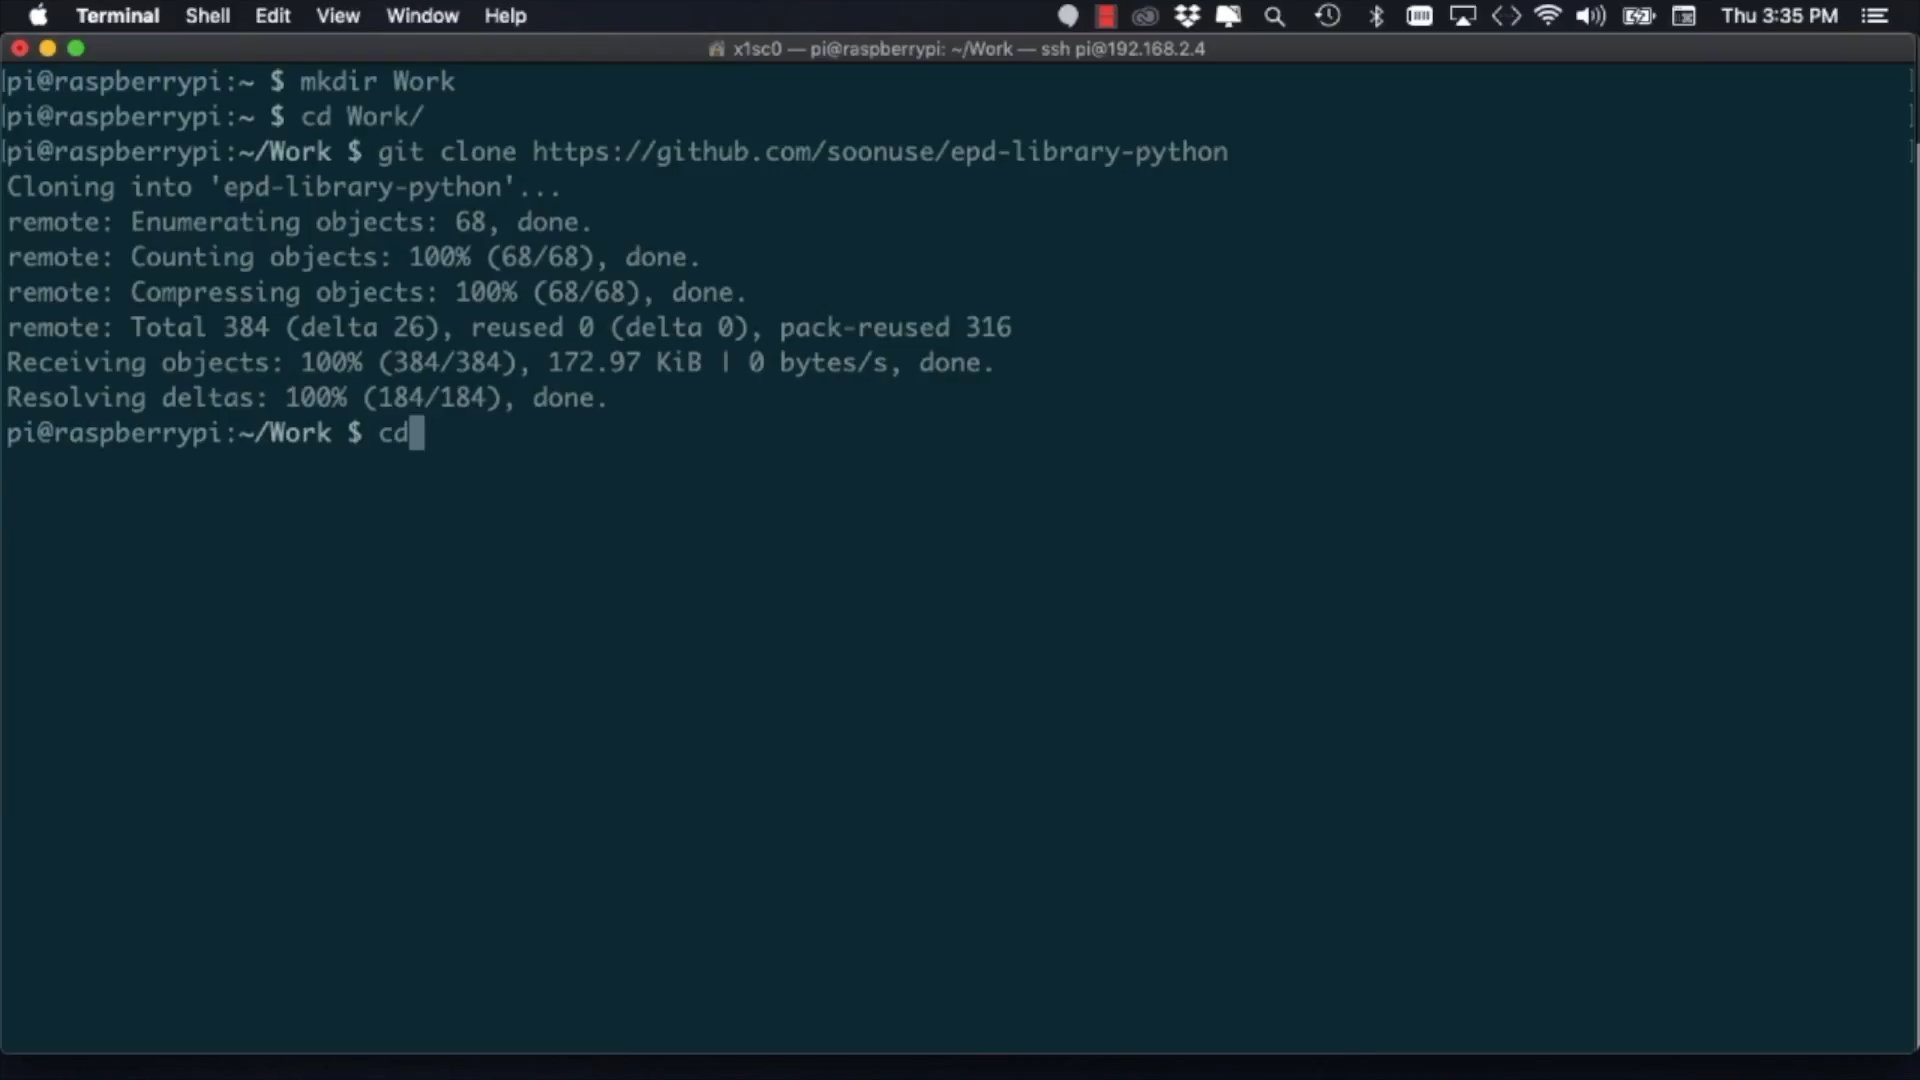 Terminal Shell Edit View Window Help Thu 3:35 PM
x1sc0 — pi@raspberrypi: ~/Work — ssh pi@192.168.2.4
pi@raspberrypi:~ $ mkdir Work
pi@raspberrypi:~ $ cd Work/
pi@raspberrypi:~/Work $ git clone https://github.com/soonuse/epd-library-python
Cloning into 'epd-library-python'...
remote: Enumerating objects: 68, done.
remote: Counting objects: 100% (68/68), done.
remote: Compressing objects: 100% (68/68), done.
remote: Total 384 (delta 26), reused 0 (delta 0), pack-reused 316
Receiving objects: 100% (384/384), 172.97 KiB | 0 bytes/s, done.
Resolving deltas: 100% (184/184), done.
pi@raspberrypi:~/Work $ cd